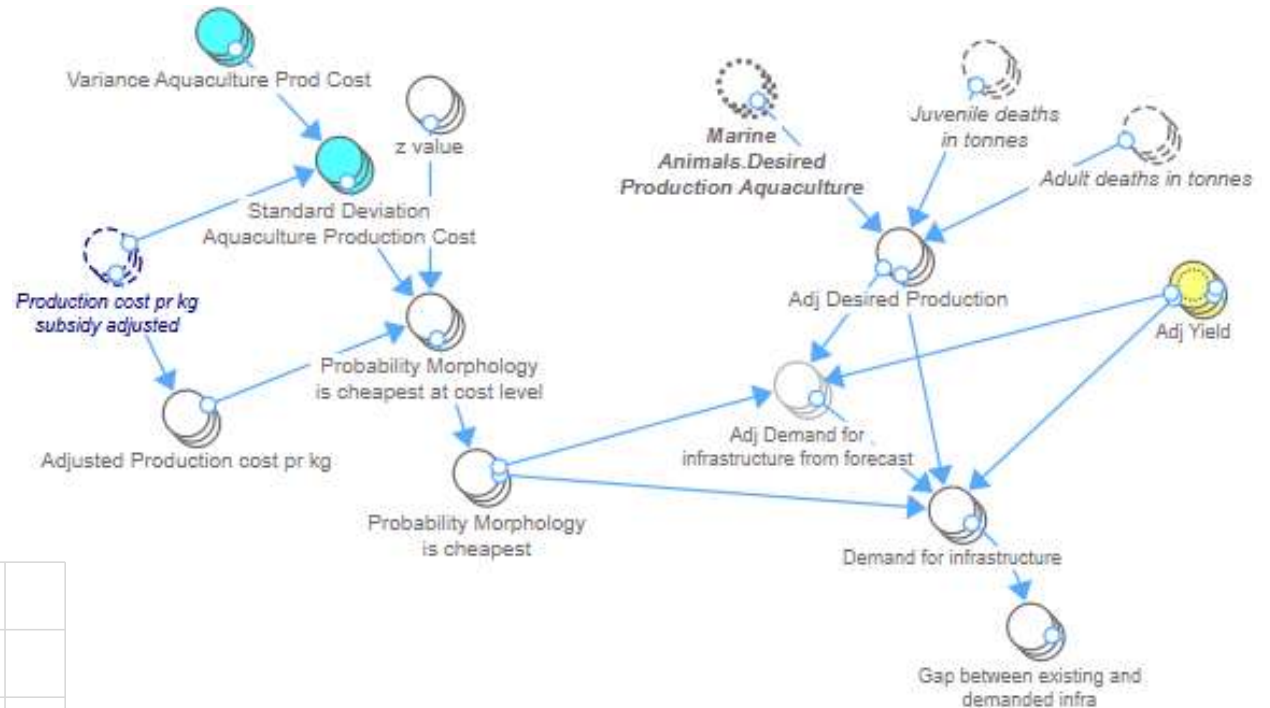 Variance Aquaculture Prod Cost
z value
Marine
Animals.Desired
Production Aquaculture
Juvenile deaths
in tonnes
Adult deaths in tonnes
Standard Deviation
Aquaculture Production Cost
Production cost pr kg
subsidy adjusted
Adj Desired Production
Adj Yield
Probability Morphology
is cheapest at cost level
Adjusted Production cost pr kg
Adj Demand for
infrastructure from forecast
Probability Morphology
is cheapest
Demand for infrastructure
Gap between existing and
demanded infra